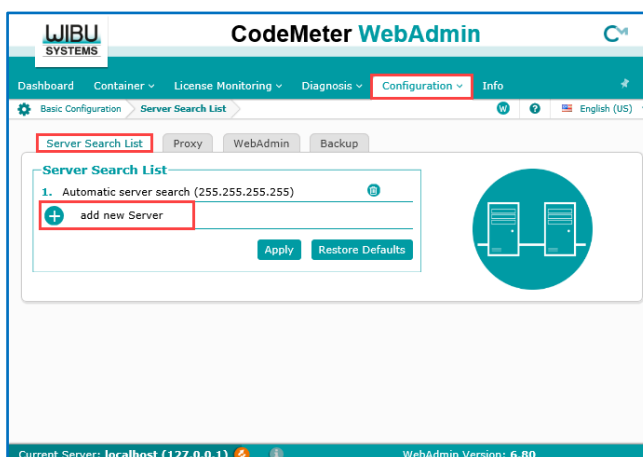 WIBU
SYSTEMS
CodeMeter WebAdmin
CM
Dashboard Container License Monitoring Diagnosis Configuration Info
Basic Configuration Server Search List W ? English (US)
Server Search List Proxy WebAdmin Backup
Server Search List
1. Automatic server search (255.255.255.255)
+ add new Server
Apply Restore Defaults
Current Server: localhost (127.0.0.1) i WebAdmin Version: 6.80